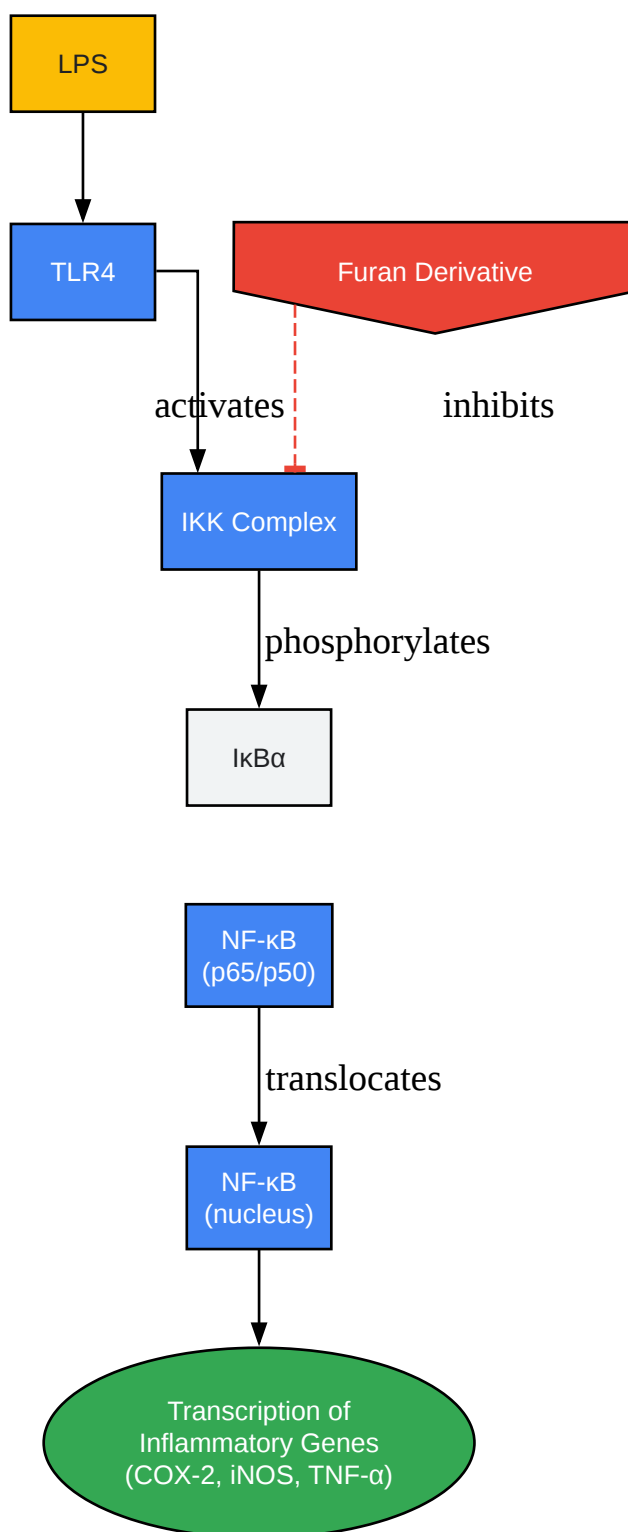 LPS
TLR4
Furan Derivative
activates
inhibits
IKK Complex
phosphorylates
IκBα
NF-κB
(p65/p50)
translocates
NF-κB
(nucleus)
Transcription of
Inflammatory Genes
(COX-2, iNOS, TNF-α)